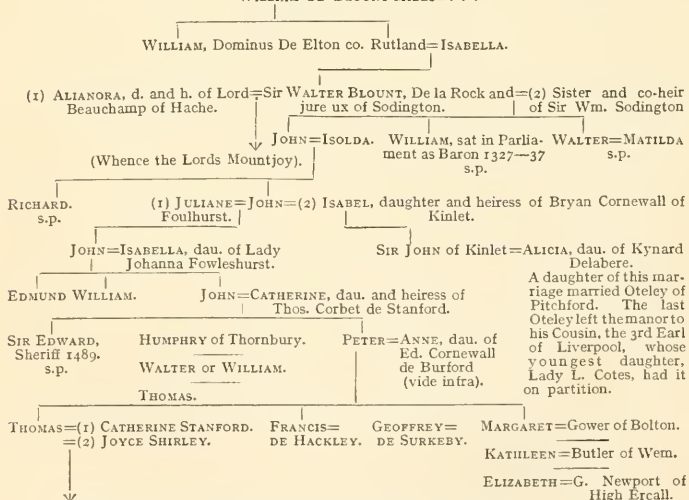 WILLIAM, Dominus De Elton co. Rutland=ISABELLA.
(1) ALIANORA, d. and h. of Lord=Sir WALTER BLOUNT, De la Rock and=(2) Sister and co-heir
Beauchamp of Hache. jure ux of Sodington. of Sir Wm. Sodington
JOHN=ISOLDA. WILLIAM, sat in Parlia- WALTER=MATILDA
(Whence the Lords Mountjoy). ment as Baron 1327—37 s.p.
s.p.
RICHARD. (1) JULIANE=JOHN=(2) ISABEL, daughter and heiress of Bryan Cornewall of
s.p. Foulhurst. Kinlet.
JOHN=ISABELLA, dau. of Lady SIR JOHN of Kinlet=ALICIA, dau. of Kynard
Johanna Fowleshurst. Delabere.
EDMUND WILLIAM. JOHN=CATHERINE, dau. and heiress of
Thos. Corbet de Stanford.
A daughter of this mar-
riage married Oteley of
Pitchford. The last
Oteley left the manor to
his Cousin, the 3rd Earl
of Liverpool, whose
youngest daughter,
Lady L. Cotes, had it
on partition.
SIR EDWARD, HUMPHRY of Thornbury. PETER=ANNE, dau. of
Sheriff 1489. Ed. Cornewall
s.p. WALTER or WILLIAM. de Burford
(vide infra).
THOMAS.
THOMAS=(1) CATHERINE STANFORD. FRANCIS= GEOFFREY= MARGARET=Gower of Bolton.
=(2) JOYCE SHIRLEY. DE HACKLEY. DE SURKEBY.
KATHLEEN=Butler of Wem.
ELIZABETH=G. Newport of
High Ercall.